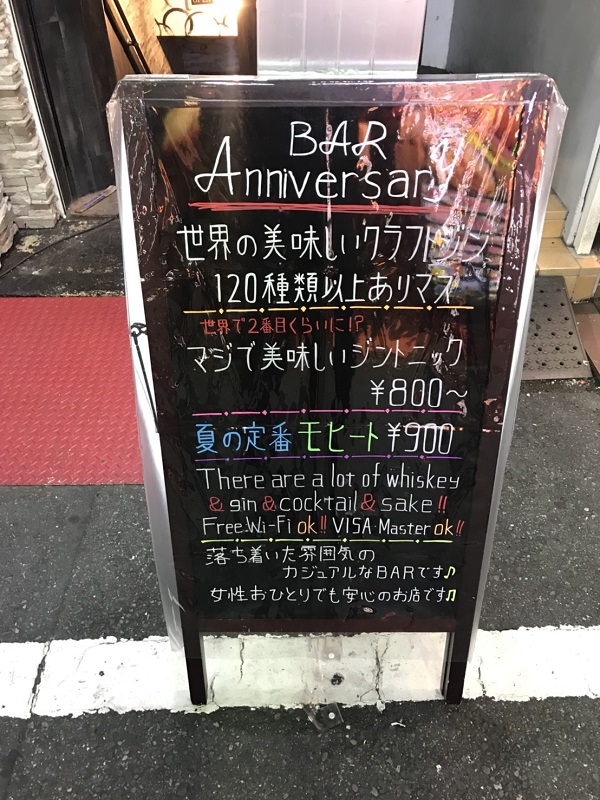 BAR
Anniversary
世界の美味しいクラフトジン
120種類以上ありマス
世界で2番目くらいに!?
マジで美味しいジントニック
¥800～
夏の定番モヒート¥900
There are a lot of whiskey
& gin & cocktail & sake!!
Free Wi-Fi ok!! VISA・Master ok!!
落ち着いた雰囲気の
カジュアルなBARです♪
女性おひとりでも安心のお店です♫